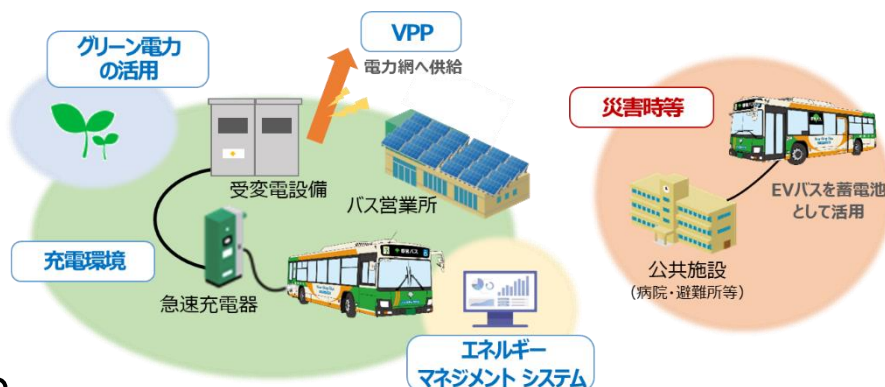 グリーン電力
の活用
VPP
電力網へ供給
受変電設備
バス営業所
充電環境
急速充電器
エネルギー
マネジメント システム
災害時等
EVバスを蓄電池
として活用
公共施設
(病院・避難所等)